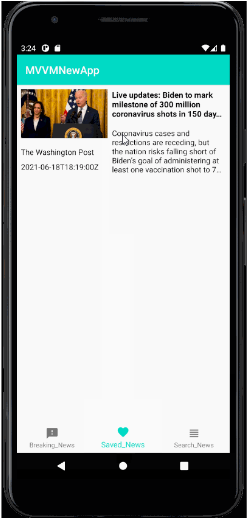 3:24
MVVMNewApp
Live updates: Biden to mark
milestone of 300 million
coronavirus shots in 150 day...
Coronavirus cases and
restrictions are receding, but
the nation risks falling short of
Biden's goal of administering at
least one vaccination shot to 7...
The Washington Post
2021-06-18T18:19:00Z
Breaking_News
Saved_News
Search_News